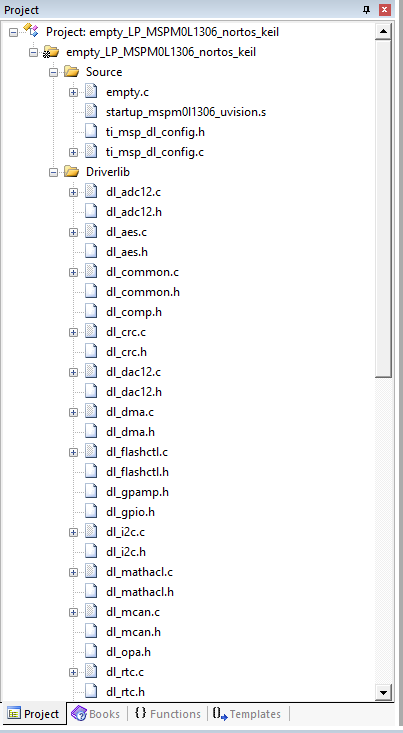 Project
Project: empty_LP_MSPM0L1306_nortos_keil
empty_LP_MSPM0L1306_nortos_keil
Source
empty.c
startup_mspm0l1306_uvision.s
ti_msp_dl_config.h
ti_msp_dl_config.c
Driverlib
dl_adc12.c
dl_adc12.h
dl_aes.c
dl_aes.h
dl_common.c
dl_common.h
dl_comp.h
dl_crc.c
dl_crc.h
dl_dac12.c
dl_dac12.h
dl_dma.c
dl_dma.h
dl_flashctl.c
dl_flashctl.h
dl_gpamp.h
dl_gpio.h
dl_i2c.c
dl_i2c.h
dl_mathacl.c
dl_mathacl.h
dl_mcan.c
dl_mcan.h
dl_opa.h
dl_rtc.c
dl_rtc.h
Project Books {} Functions 0 Templates